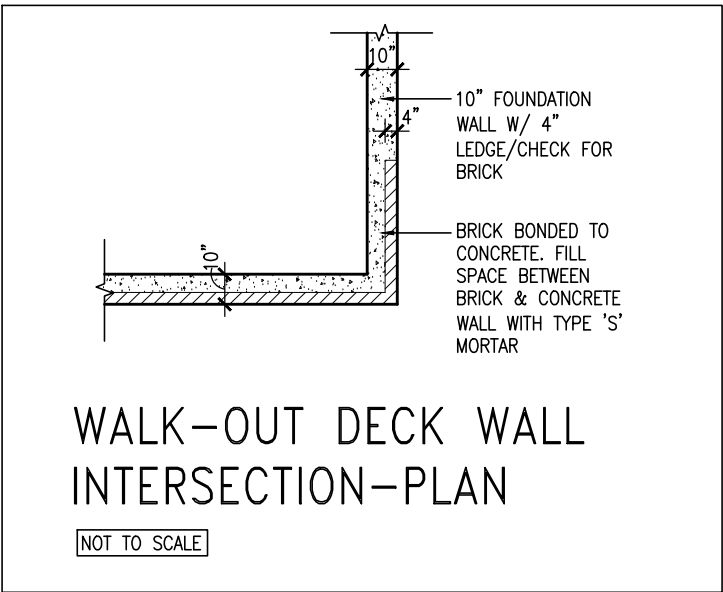 10"
10" FOUNDATION
WALL W/ 4"
LEDGE/CHECK FOR
BRICK
4"
BRICK BONDED TO
CONCRETE. FILL
SPACE BETWEEN
BRICK & CONCRETE
WALL WITH TYPE 'S'
MORTAR
10"
WALK-OUT DECK WALL
INTERSECTION-PLAN
NOT TO SCALE